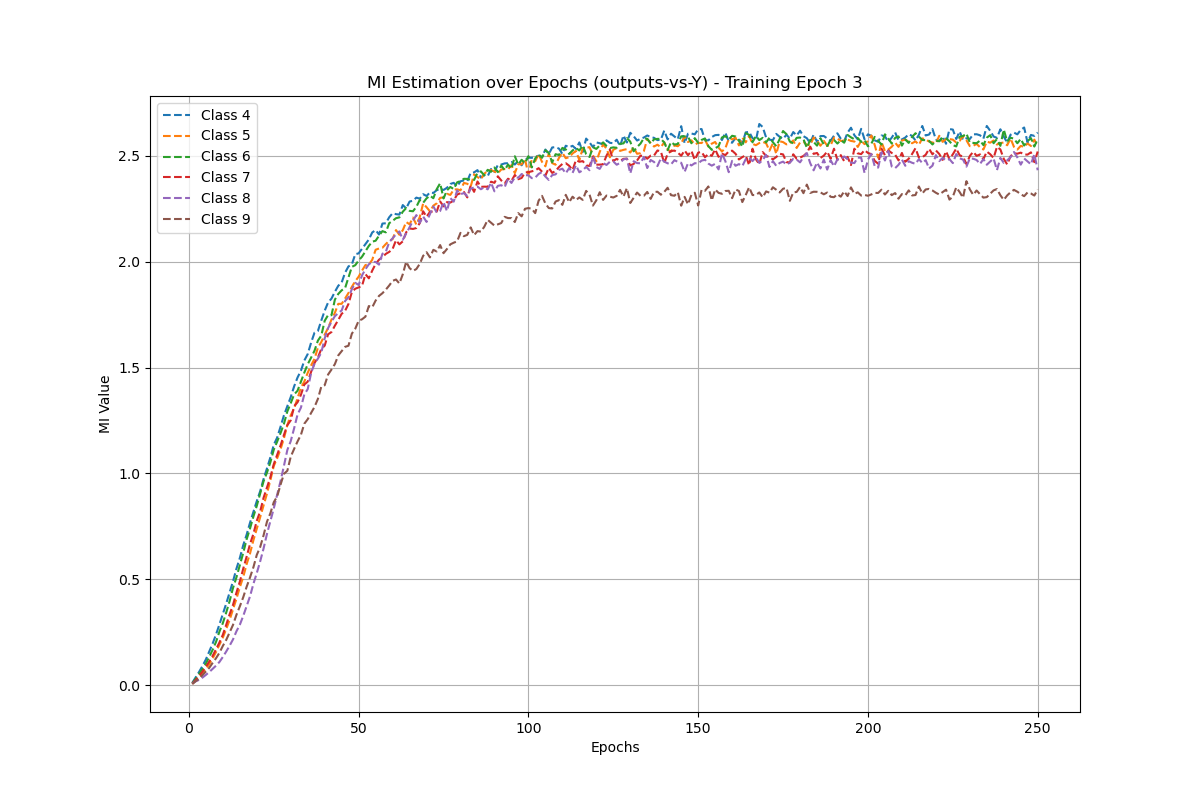 MI Estimation over Epochs (outputs-vs-Y) - Training Epoch 3
Class 4
Class 5
Class 6
Class 7
Class 8
Class 9
MI Value
2.5
2.0
1.5
1.0
0.5
0.0
0 50 100 150 200 250
Epochs